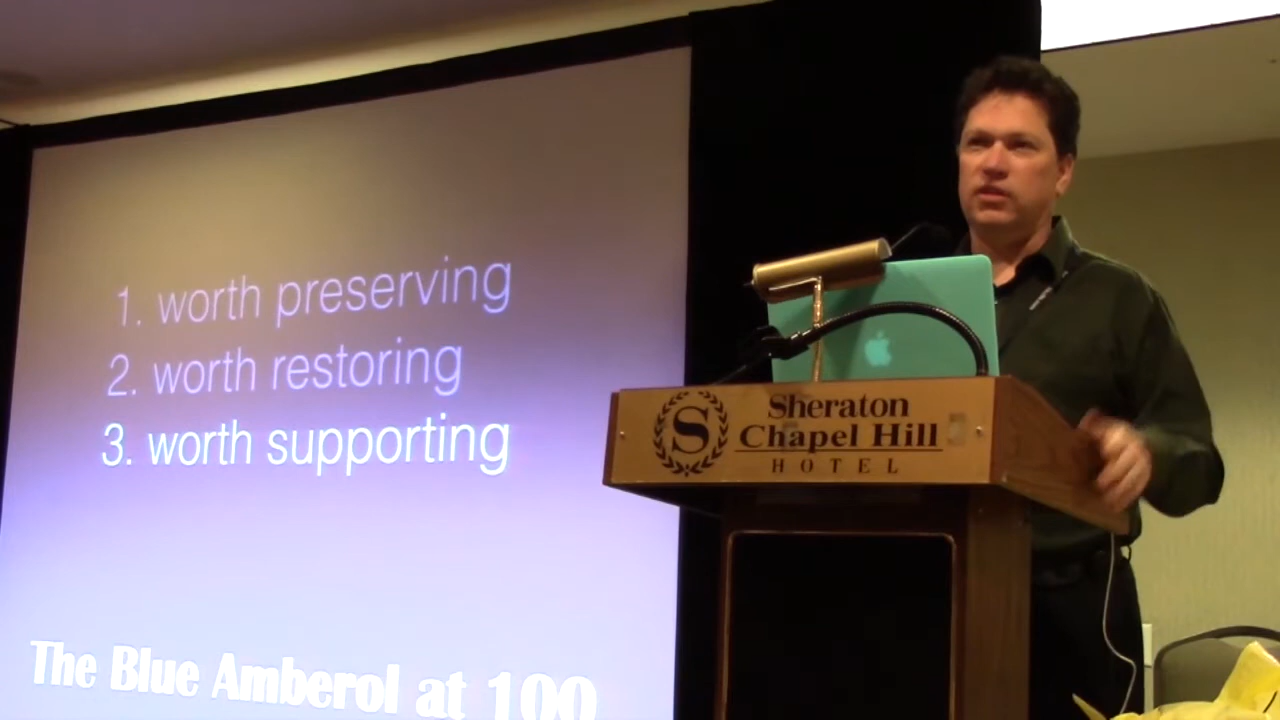 1. worth preserving
2. worth restoring
3. worth supporting
The Blue Amberol at 100
S
Sheraton
Chapel Hill
HOTEL